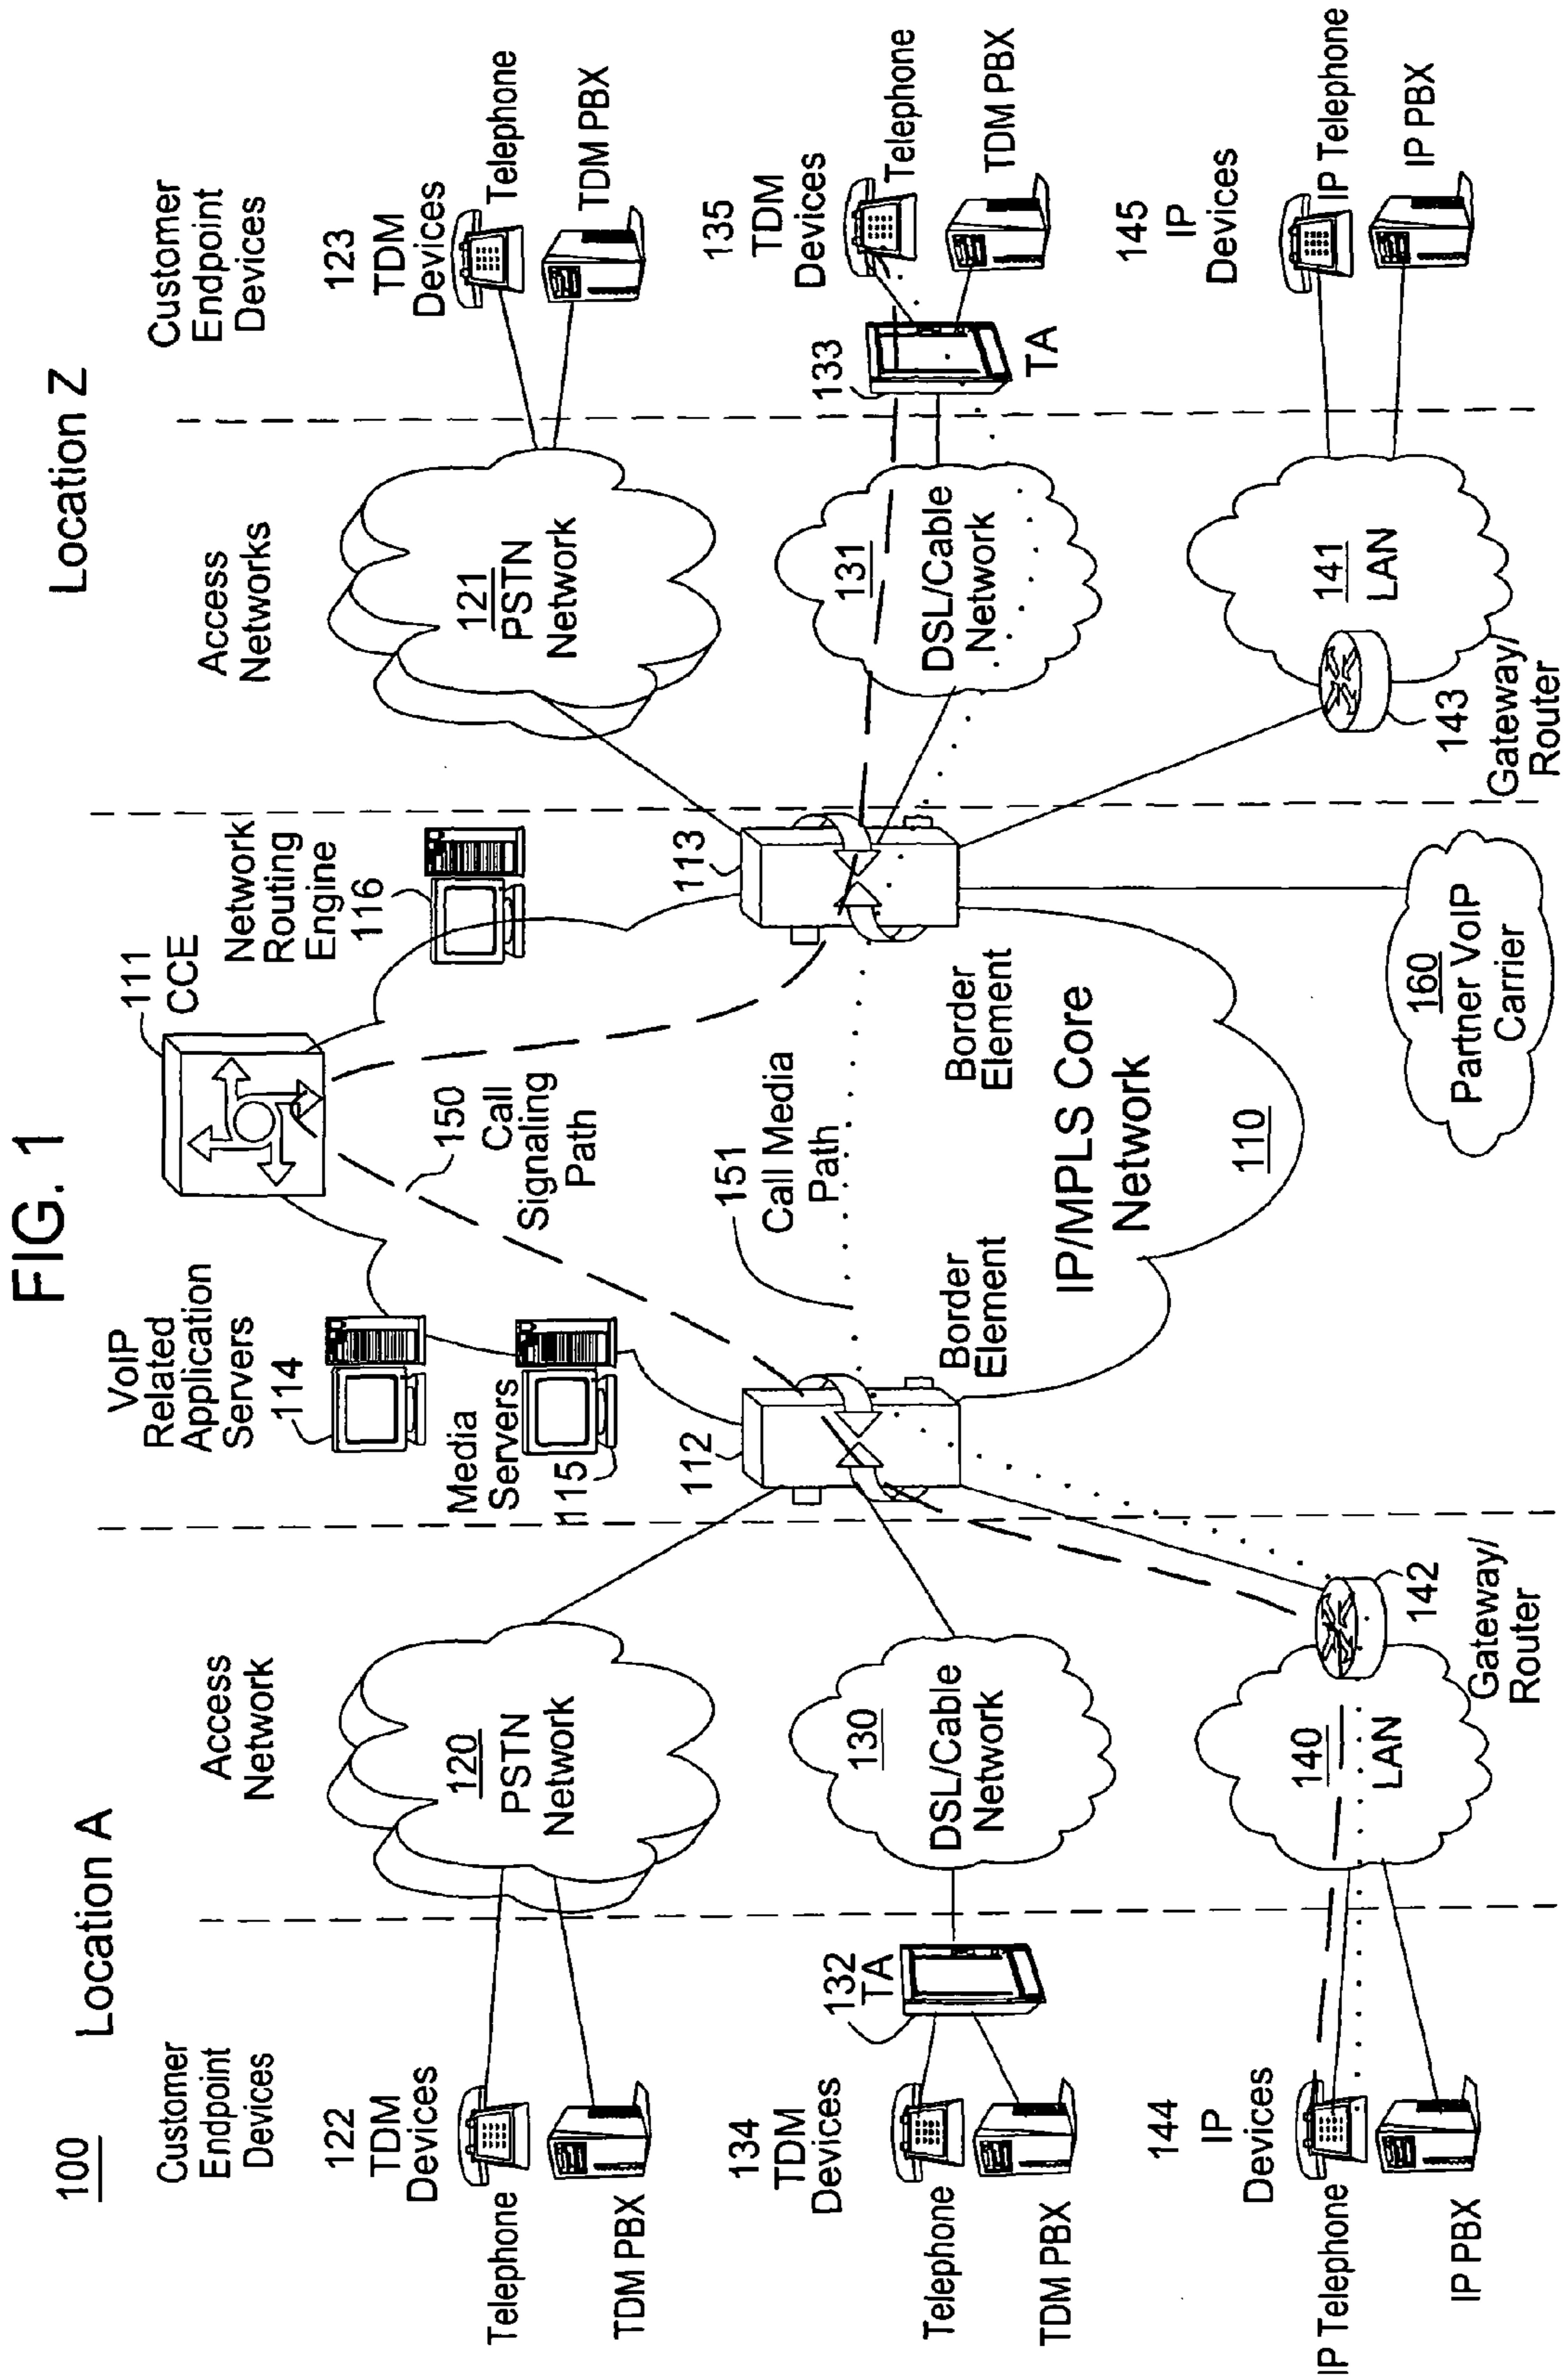 FIG. 1
100
Location A
Location Z
Customer
Endpoint
Devices
Access
Network
VoIP
Related
Application
Servers
114
111
CCE
Network
Routing
Engine
116
Access
Networks
Customer
Endpoint
Devices
122
TDM
Devices
Telephone
TDM PBX
120
PSTN
Network
Media
Servers
115
150
Call
Signaling
Path
121
PSTN
Network
123
TDM
Devices
Telephone
TDM PBX
134
TDM
Devices
Telephone
TDM PBX
132
TA
130
DSL/Cable
Network
112
Border
Element
151
Call Media
Path
113
Border
Element
131
DSL/Cable
Network
133
TA
135
TDM
Devices
Telephone
TDM PBX
IP/MPLS Core
Network
110
144
IP
Devices
IP Telephone
IP PBX
140
LAN
142
Gateway/
Router
160
Partner VoIP
Carrier
143
Gateway/
Router
141
LAN
145
IP
Devices
IP Telephone
IP PBX